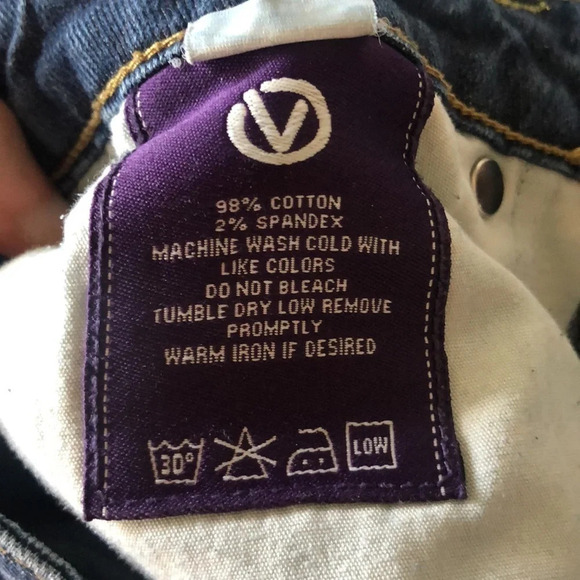 V
98% COTTON
2% SPANDEX
MACHINE WASH COLD WITH
LIKE COLORS
DO NOT BLEACH
TUMBLE DRY LOW REMOVE
PROMPTLY
WARM IRON IF DESIRED
30° LOW